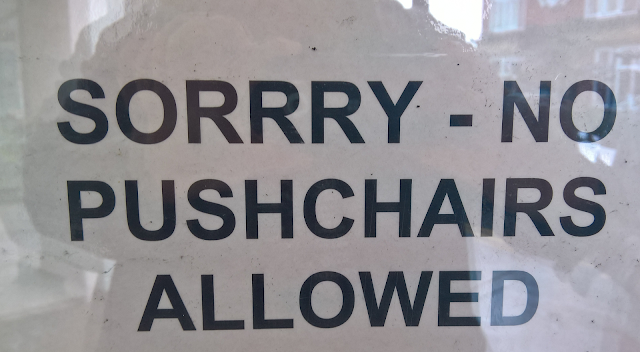 SORRRY - NO
PUSHCHAIRS
ALLOWED